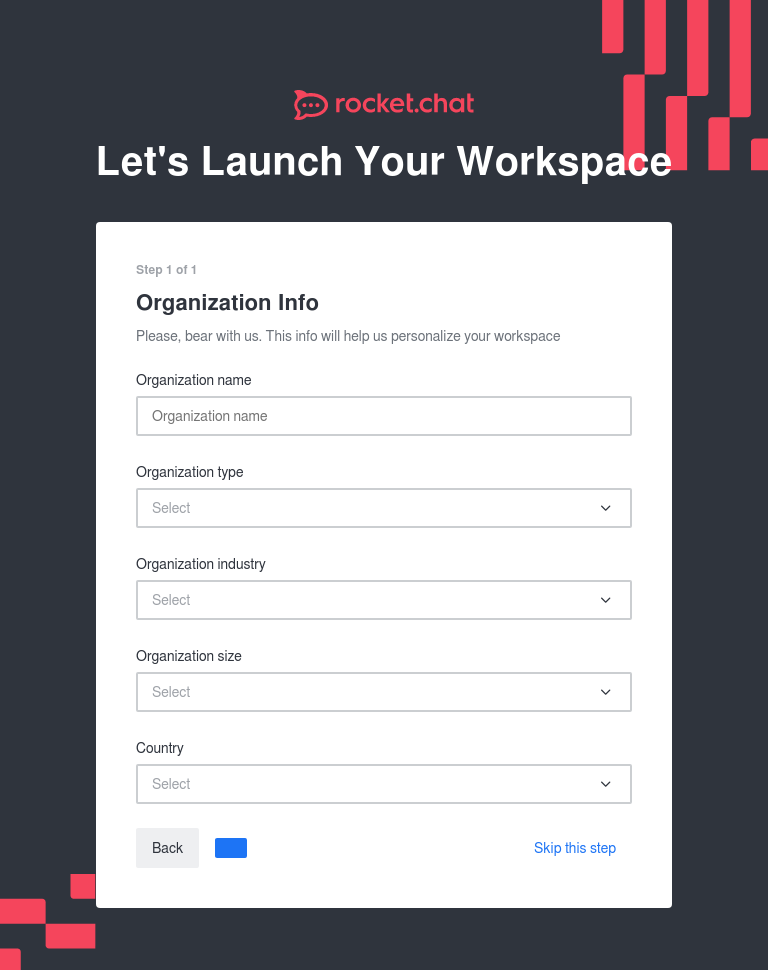 rocket.chat
Let's Launch Your Workspace
Step 1 of 1
Organization Info
Please, bear with us. This info will help us personalize your workspace
Organization name
Organization name
Organization type
Select
Organization industry
Select
Organization size
Select
Country
Select
Back
Skip this step